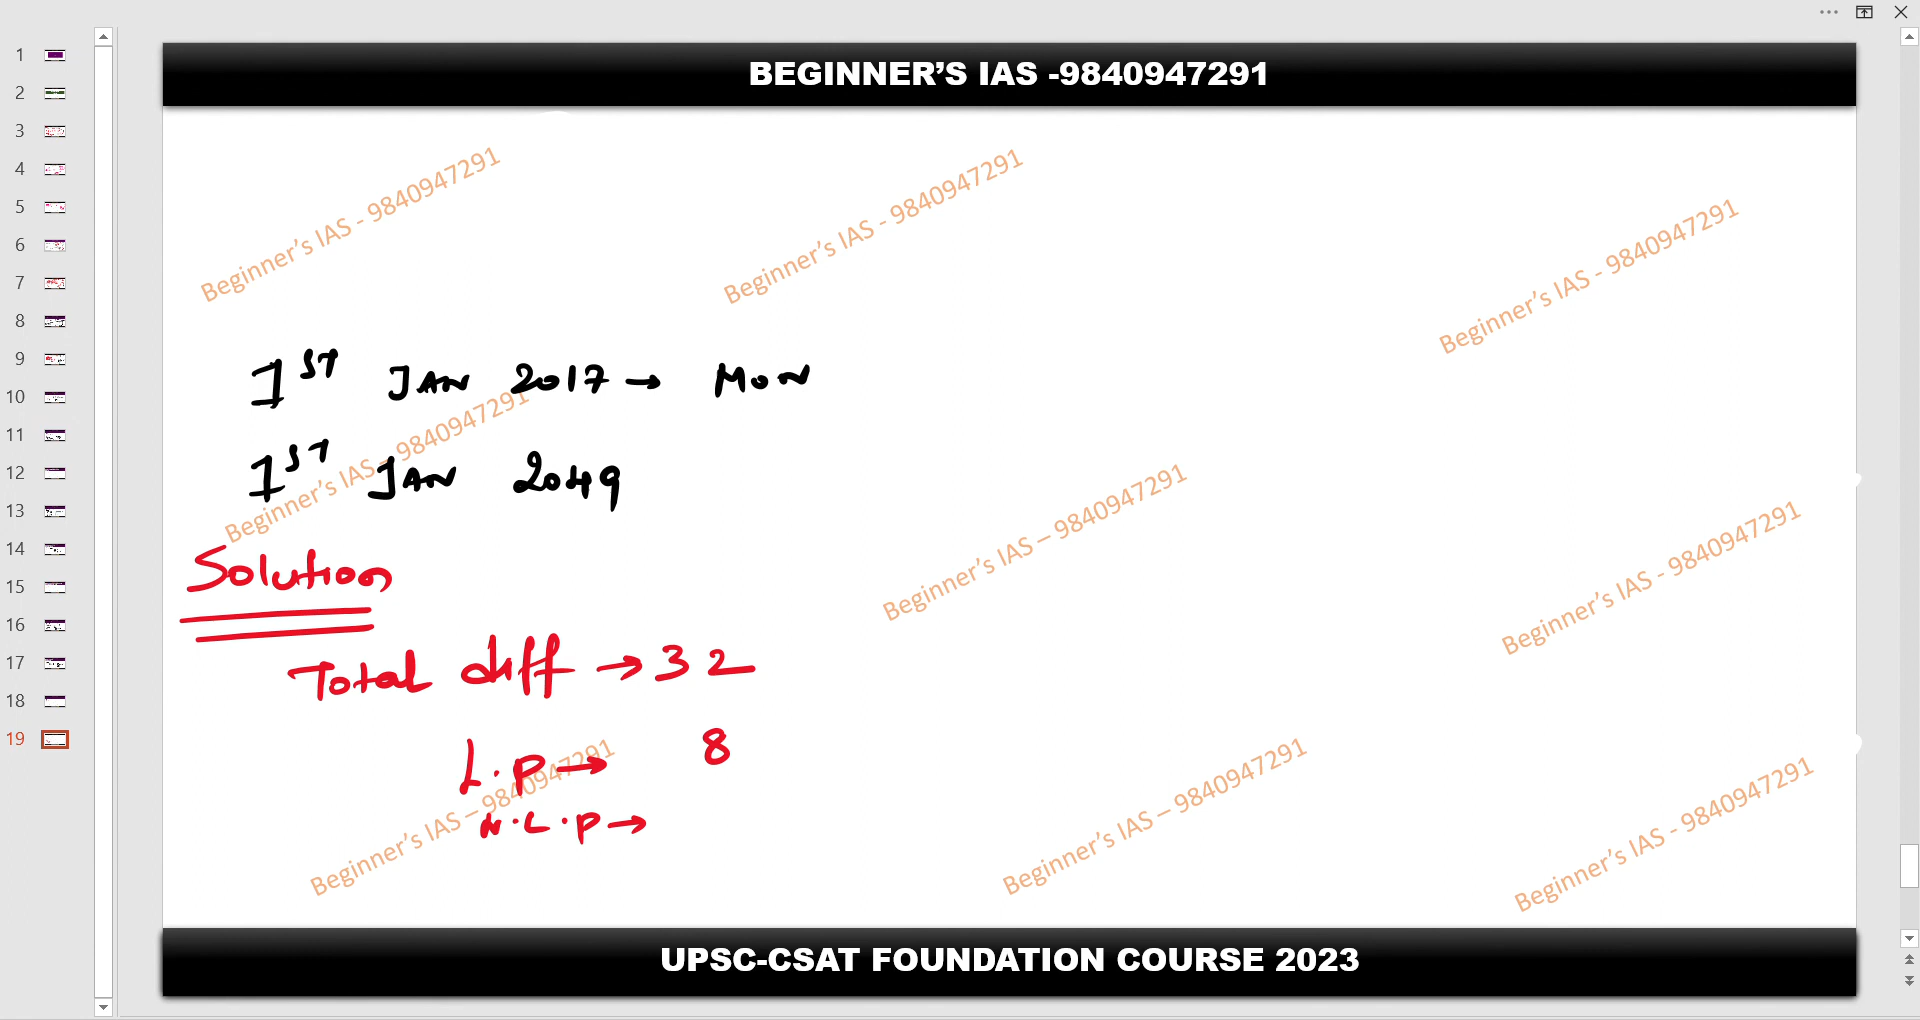 BEGINNER’S IAS -9840947291
Beginner’s IAS - 9840947291
Beginner’s IAS - 9840947291
Beginner’s IAS - 9840947291
1ST JAN 2017 → MON
Beginner’s IAS – 9840947291
1ST JAN 2049
Beginner’s IAS – 9840947291
Beginner’s IAS - 9840947291
Solution
Total diff → 32
L.P → 8
N.L.P →
Beginner’s IAS – 9840947291
Beginner’s IAS – 9840947291
Beginner’s IAS - 9840947291
UPSC-CSAT FOUNDATION COURSE 2023
1
2
3
4
5
6
7
8
9
10
11
12
13
14
15
16
17
18
19